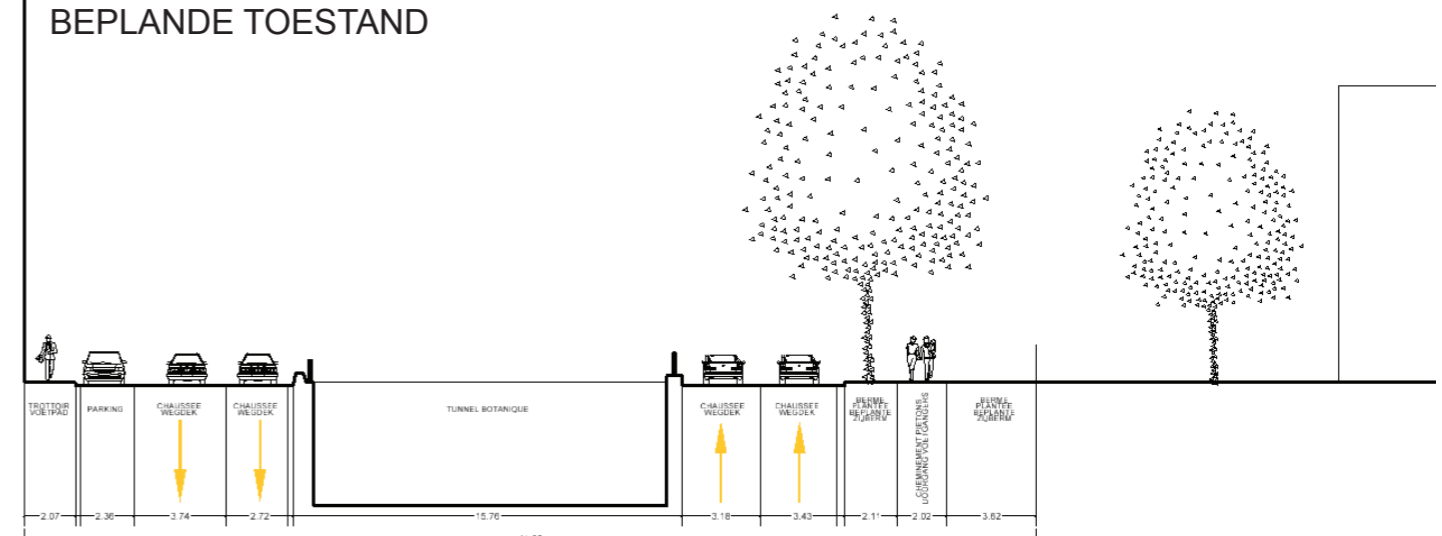 BEPLANDE TOESTAND
TROTTOIR
VOETPAD
PARKING
CHAUSSEE
WEGDEK
CHAUSSEE
WEGDEK
TUNNEL BOTANIQUE
CHAUSSEE
WEGDEK
CHAUSSEE
WEGDEK
BERME
PLANTEE
BEPLANTE
ZIJBERM
CHEMINEMENT PIETONS
DOORGANG VOETGANGERS
BERME
PLANTEE
BEPLANTE
ZIJBERM
2.07 2.36 3.74 2.72 15.76 3.18 3.43 2.11 2.02 3.62